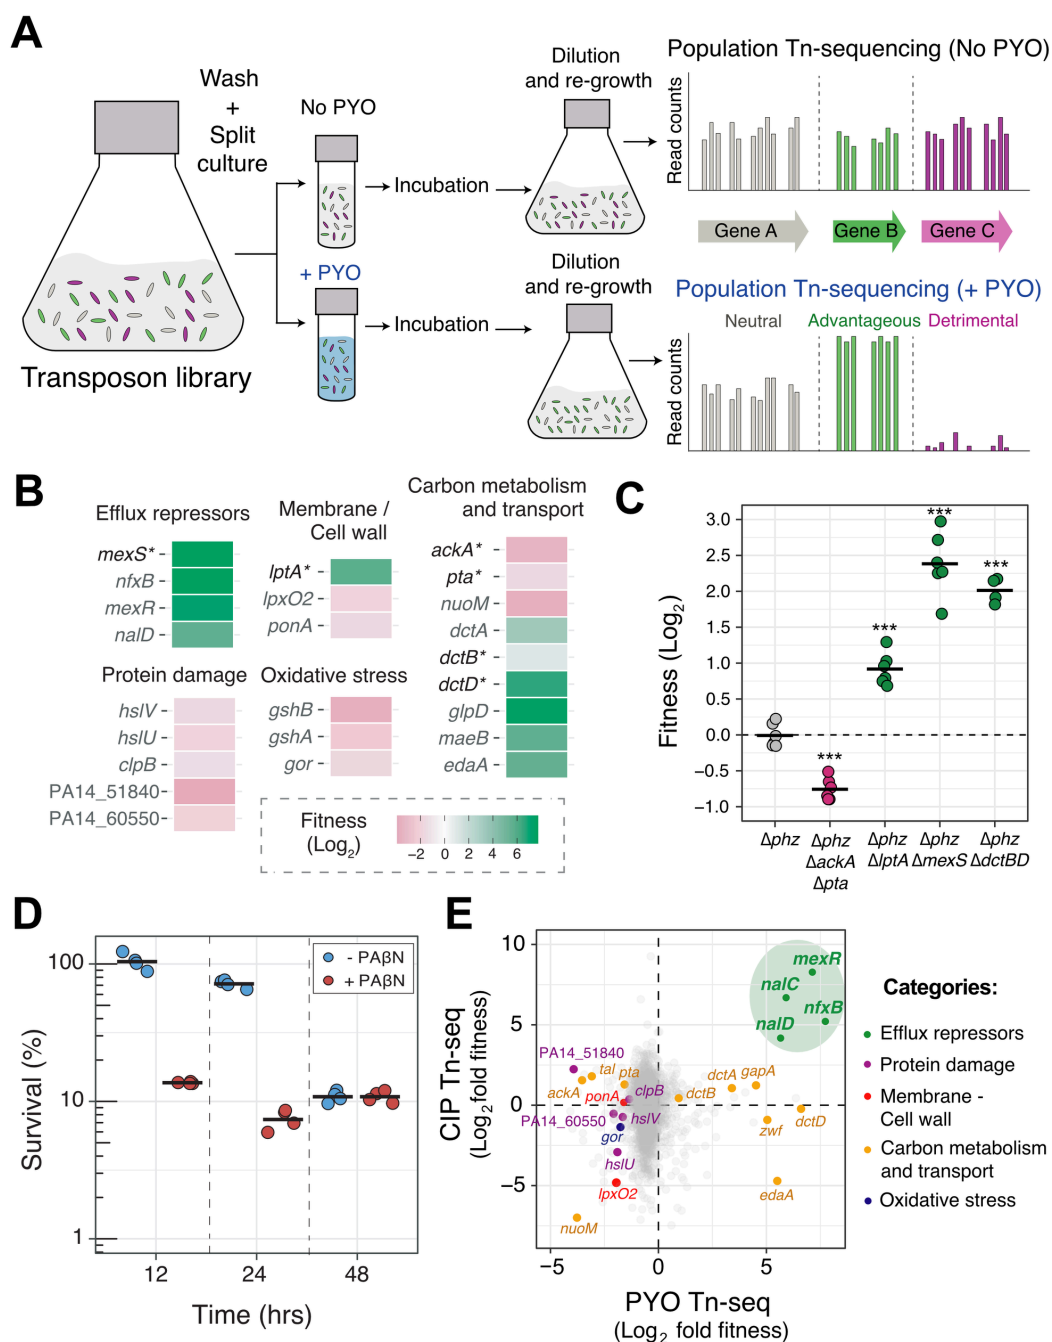 A
Wash
+
Split
culture
No PYO
+ PYO
Incubation
Incubation
Dilution
and re-growth
Dilution
and re-growth
Transposon library
Population Tn-sequencing (No PYO)
Read counts
Gene A
Gene B
Gene C
Population Tn-sequencing (+ PYO)
Neutral
Advantageous
Detrimental
Read counts
B
Efflux repressors
mexS*
nfxB
mexR
nalD
Protein damage
hslV
hslU
clpB
PA14_51840
PA14_60550
Membrane /
Cell wall
lptA*
lpxO2
ponA
Oxidative stress
gshB
gshA
gor
Carbon metabolism
and transport
ackA*
pta*
nuoM
dctA
dctB*
dctD*
glpD
maeB
edaA
Fitness
(Log2)
−2 0 2 4 6
C
Fitness (Log2)
3.0
2.5
2.0
1.5
1.0
0.5
0.0
−0.5
−1.0
***
***
***
***
Δphz
Δphz
ΔackA
Δpta
Δphz
ΔlptA
Δphz
ΔmexS
Δphz
ΔdctBD
D
Survival (%)
100
10
1
- PAβN
+ PAβN
12 24 48
Time (hrs)
E
CIP Tn-seq
(Log2 fold fitness)
10
5
0
−5
mexR
nalC
nfxB
nalD
PA14_51840
tal
pta
ackA
ponA
clpB
dctA
gapA
dctB
PA14_60550
hslV
gor
zwf
dctD
hslU
lpxO2
edaA
nuoM
−5 0 5
PYO Tn-seq
(Log2 fold fitness)
Categories:
Efflux repressors
Protein damage
Membrane -
Cell wall
Carbon metabolism
and transport
Oxidative stress